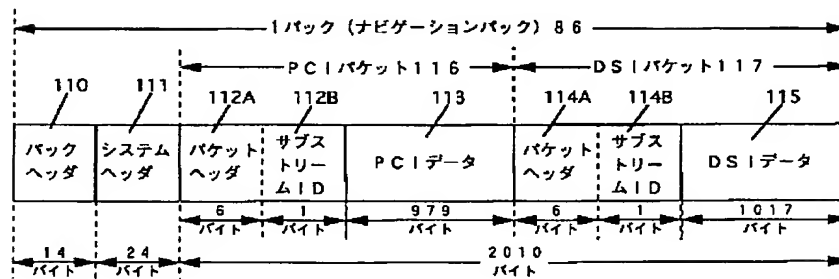 1パック（ナビゲーションパック）86
PCIパケット116
DSIパケット117
110
111
112A
112B
113
114A
114B
115
パック
ヘッダ
システム
ヘッダ
パケット
ヘッダ
サブス
トリー
ムID
PCIデータ
パケット
ヘッダ
サブス
トリー
ムID
DSIデータ
6
バイト
1
バイト
979
バイト
6
バイト
1
バイト
1017
バイト
14
バイト
24
バイト
2010
バイト